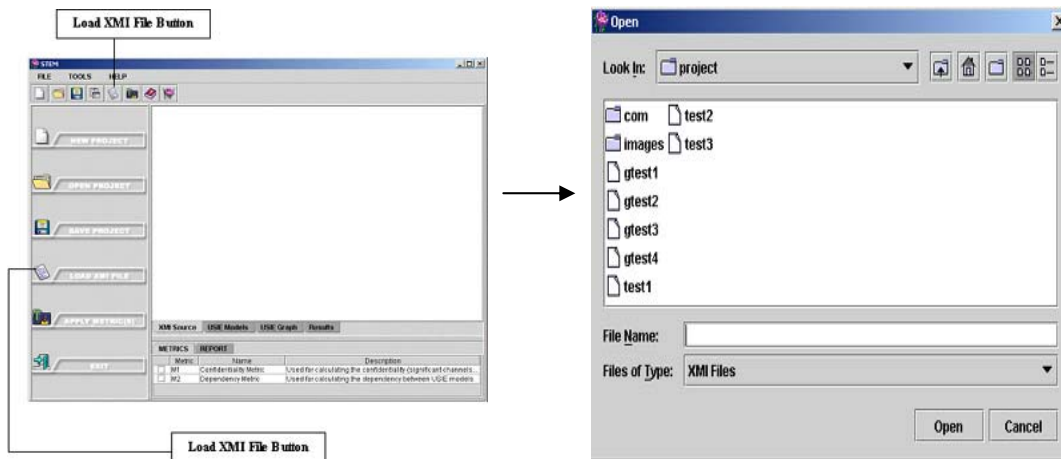 Load XMI File Button
STEM
FILE TOOLS HELP
NEW PROJECT
OPEN PROJECT
SAVE PROJECT
LOAD XMI FILE
APPLY METRIC(S)
EXIT
XMI Source USIE Models USIE Graph Results
METRICS REPORT
Metric Name Description
M1 Confidentiality Metric Used for calculating the confidentiality (significant channels...
M2 Dependency Metric Used for calculating the dependency between USIE models
Load XMI File Button
Open
Look In: project
com test2
images test3
gtest1
gtest2
gtest3
gtest4
test1
File Name:
Files of Type: XMI Files
Open Cancel